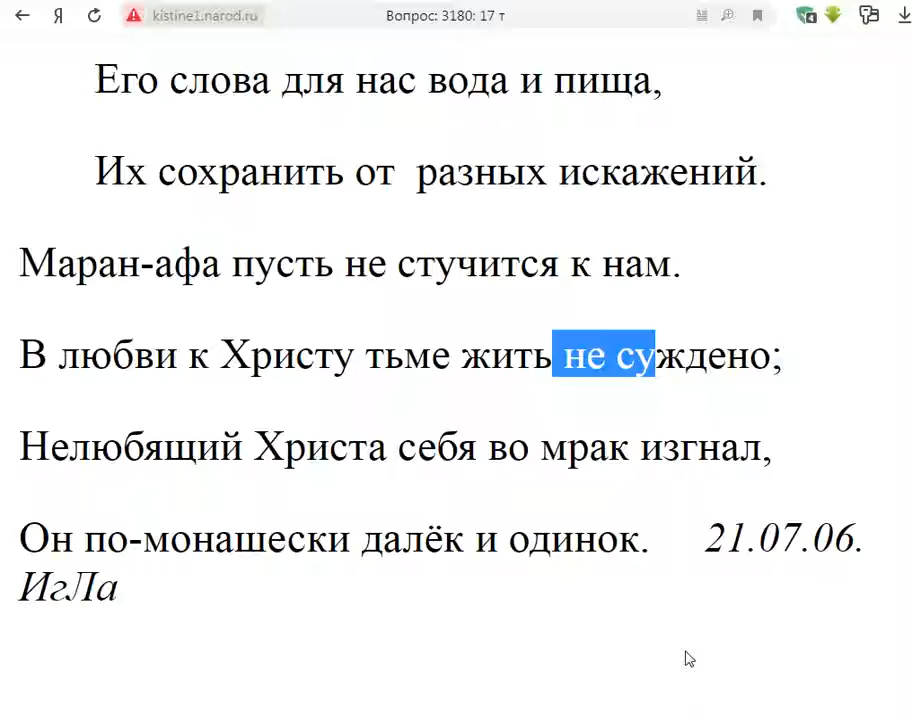 Я kistine1.narod.ru Вопрос: 3180: 17 т 4
Его слова для нас вода и пища,
Их сохранить от разных искажений.
Маран-афа пусть не стучится к нам.
В любви к Христу тьме жить не суждено;
Нелюбящий Христа себя во мрак изгнал,
Он по-монашески далёк и одинок. 21.07.06.
ИгЛа